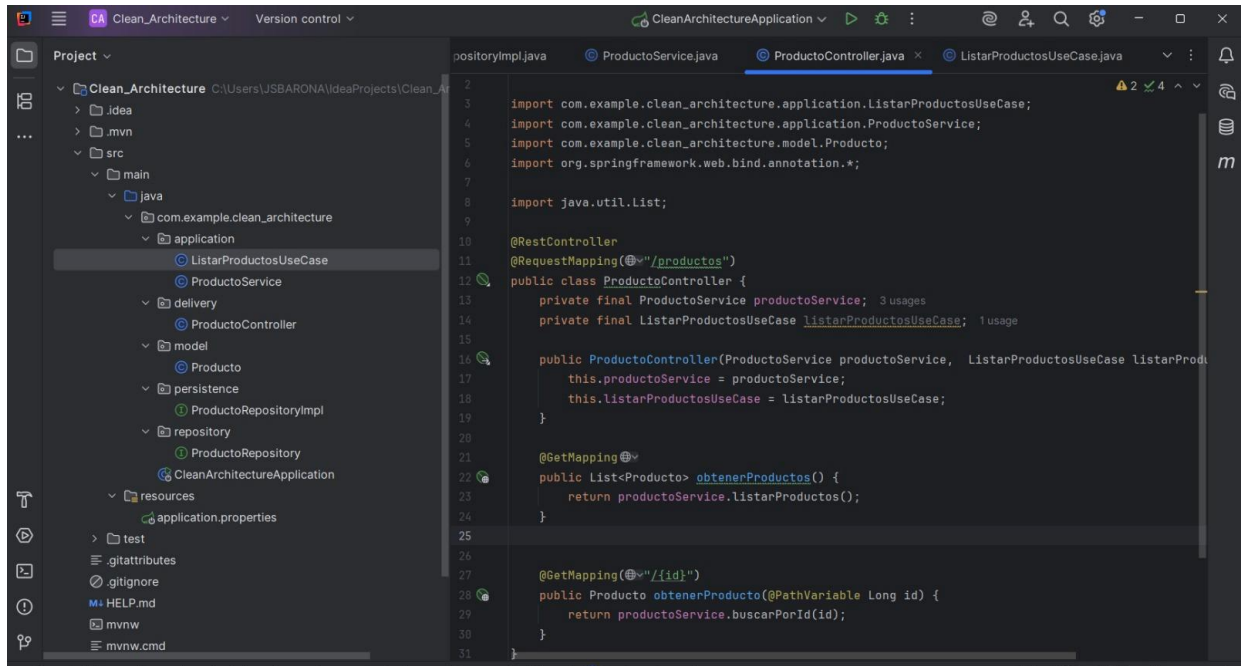 CA Clean_Architecture Version control CleanArchitectureApplication
Project
positoryImpl.java ProductoService.java ProductoController.java ListarProductosUseCase.java
Clean_Architecture C:\Users\JSBARONA\IdeaProjects\Clean_Ar
.idea
.mvn
src
main
java
com.example.clean_architecture
application
ListarProductosUseCase
ProductoService
delivery
ProductoController
model
Producto
persistence
ProductoRepositoryImpl
repository
ProductoRepository
CleanArchitectureApplication
resources
application.properties
test
.gitattributes
.gitignore
M↓ HELP.md
mvnw
mvnw.cmd
2 4
m
2
3 import com.example.clean_architecture.application.ListarProductosUseCase;
4 import com.example.clean_architecture.application.ProductoService;
5 import com.example.clean_architecture.model.Producto;
6 import org.springframework.web.bind.annotation.*;
7
8 import java.util.List;
9
10 @RestController
11 @RequestMapping("/productos")
12 public class ProductoController {
13 private final ProductoService productoService; 3 usages
14 private final ListarProductosUseCase listarProductosUseCase; 1 usage
15
16 public ProductoController(ProductoService productoService, ListarProductosUseCase listarProdu
17 this.productoService = productoService;
18 this.listarProductosUseCase = listarProductosUseCase;
19 }
20
21 @GetMapping
22 public List<Producto> obtenerProductos() {
23 return productoService.listarProductos();
24 }
25
26
27 @GetMapping("/{id}")
28 public Producto obtenerProducto(@PathVariable Long id) {
29 return productoService.buscarPorId(id);
30 }
31 }